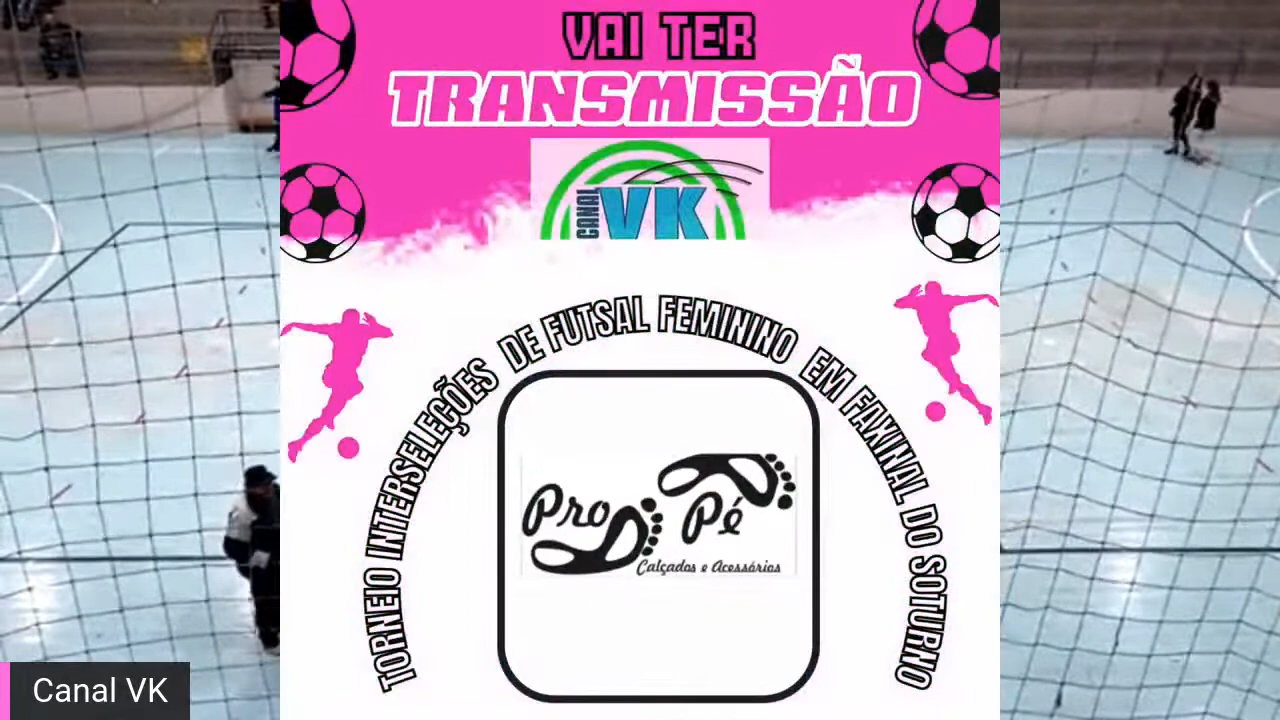 VAI TER
TRANSMISSÃO
CANAL VK
TORNEIO INTERSELEÇÕES DE FUTSAL FEMININO EM FAXINAL DO SOTURNO
Pro Pé
Calçados e Acessórios
Canal VK